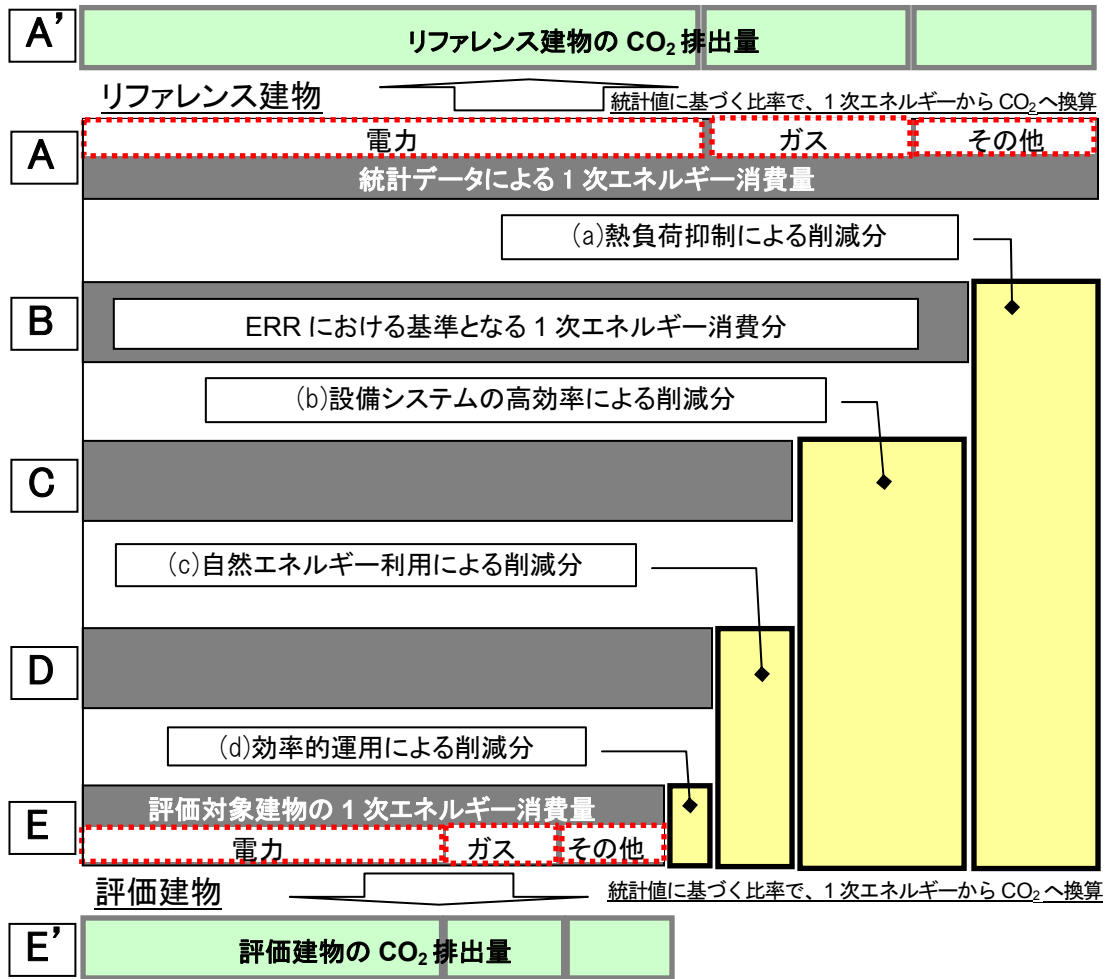 A’
リファレンス建物の CO₂ 排出量
リファレンス建物
統計値に基づく比率で、１次エネルギーから CO₂ へ換算
A
電力
ガス
その他
統計データによる 1 次エネルギー消費量
(a)熱負荷抑制による削減分
B
ERR における基準となる 1 次エネルギー消費分
(b)設備システムの高効率による削減分
C
(c)自然エネルギー利用による削減分
D
(d)効率的運用による削減分
E
評価対象建物の 1 次エネルギー消費量
電力
ガス
その他
評価建物
統計値に基づく比率で、１次エネルギーから CO₂ へ換算
E’
評価建物の CO₂ 排出量